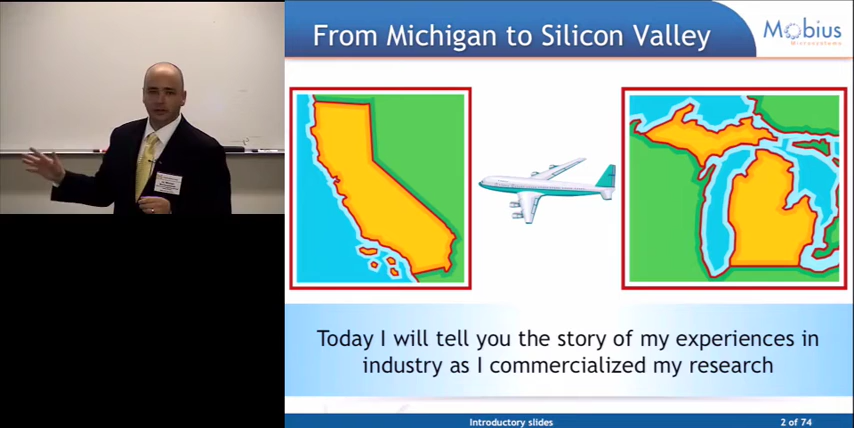 From Michigan to Silicon Valley
Mobius
Microsystems
Today I will tell you the story of my experiences in
industry as I commercialized my research
Introductory slides
2 of 74